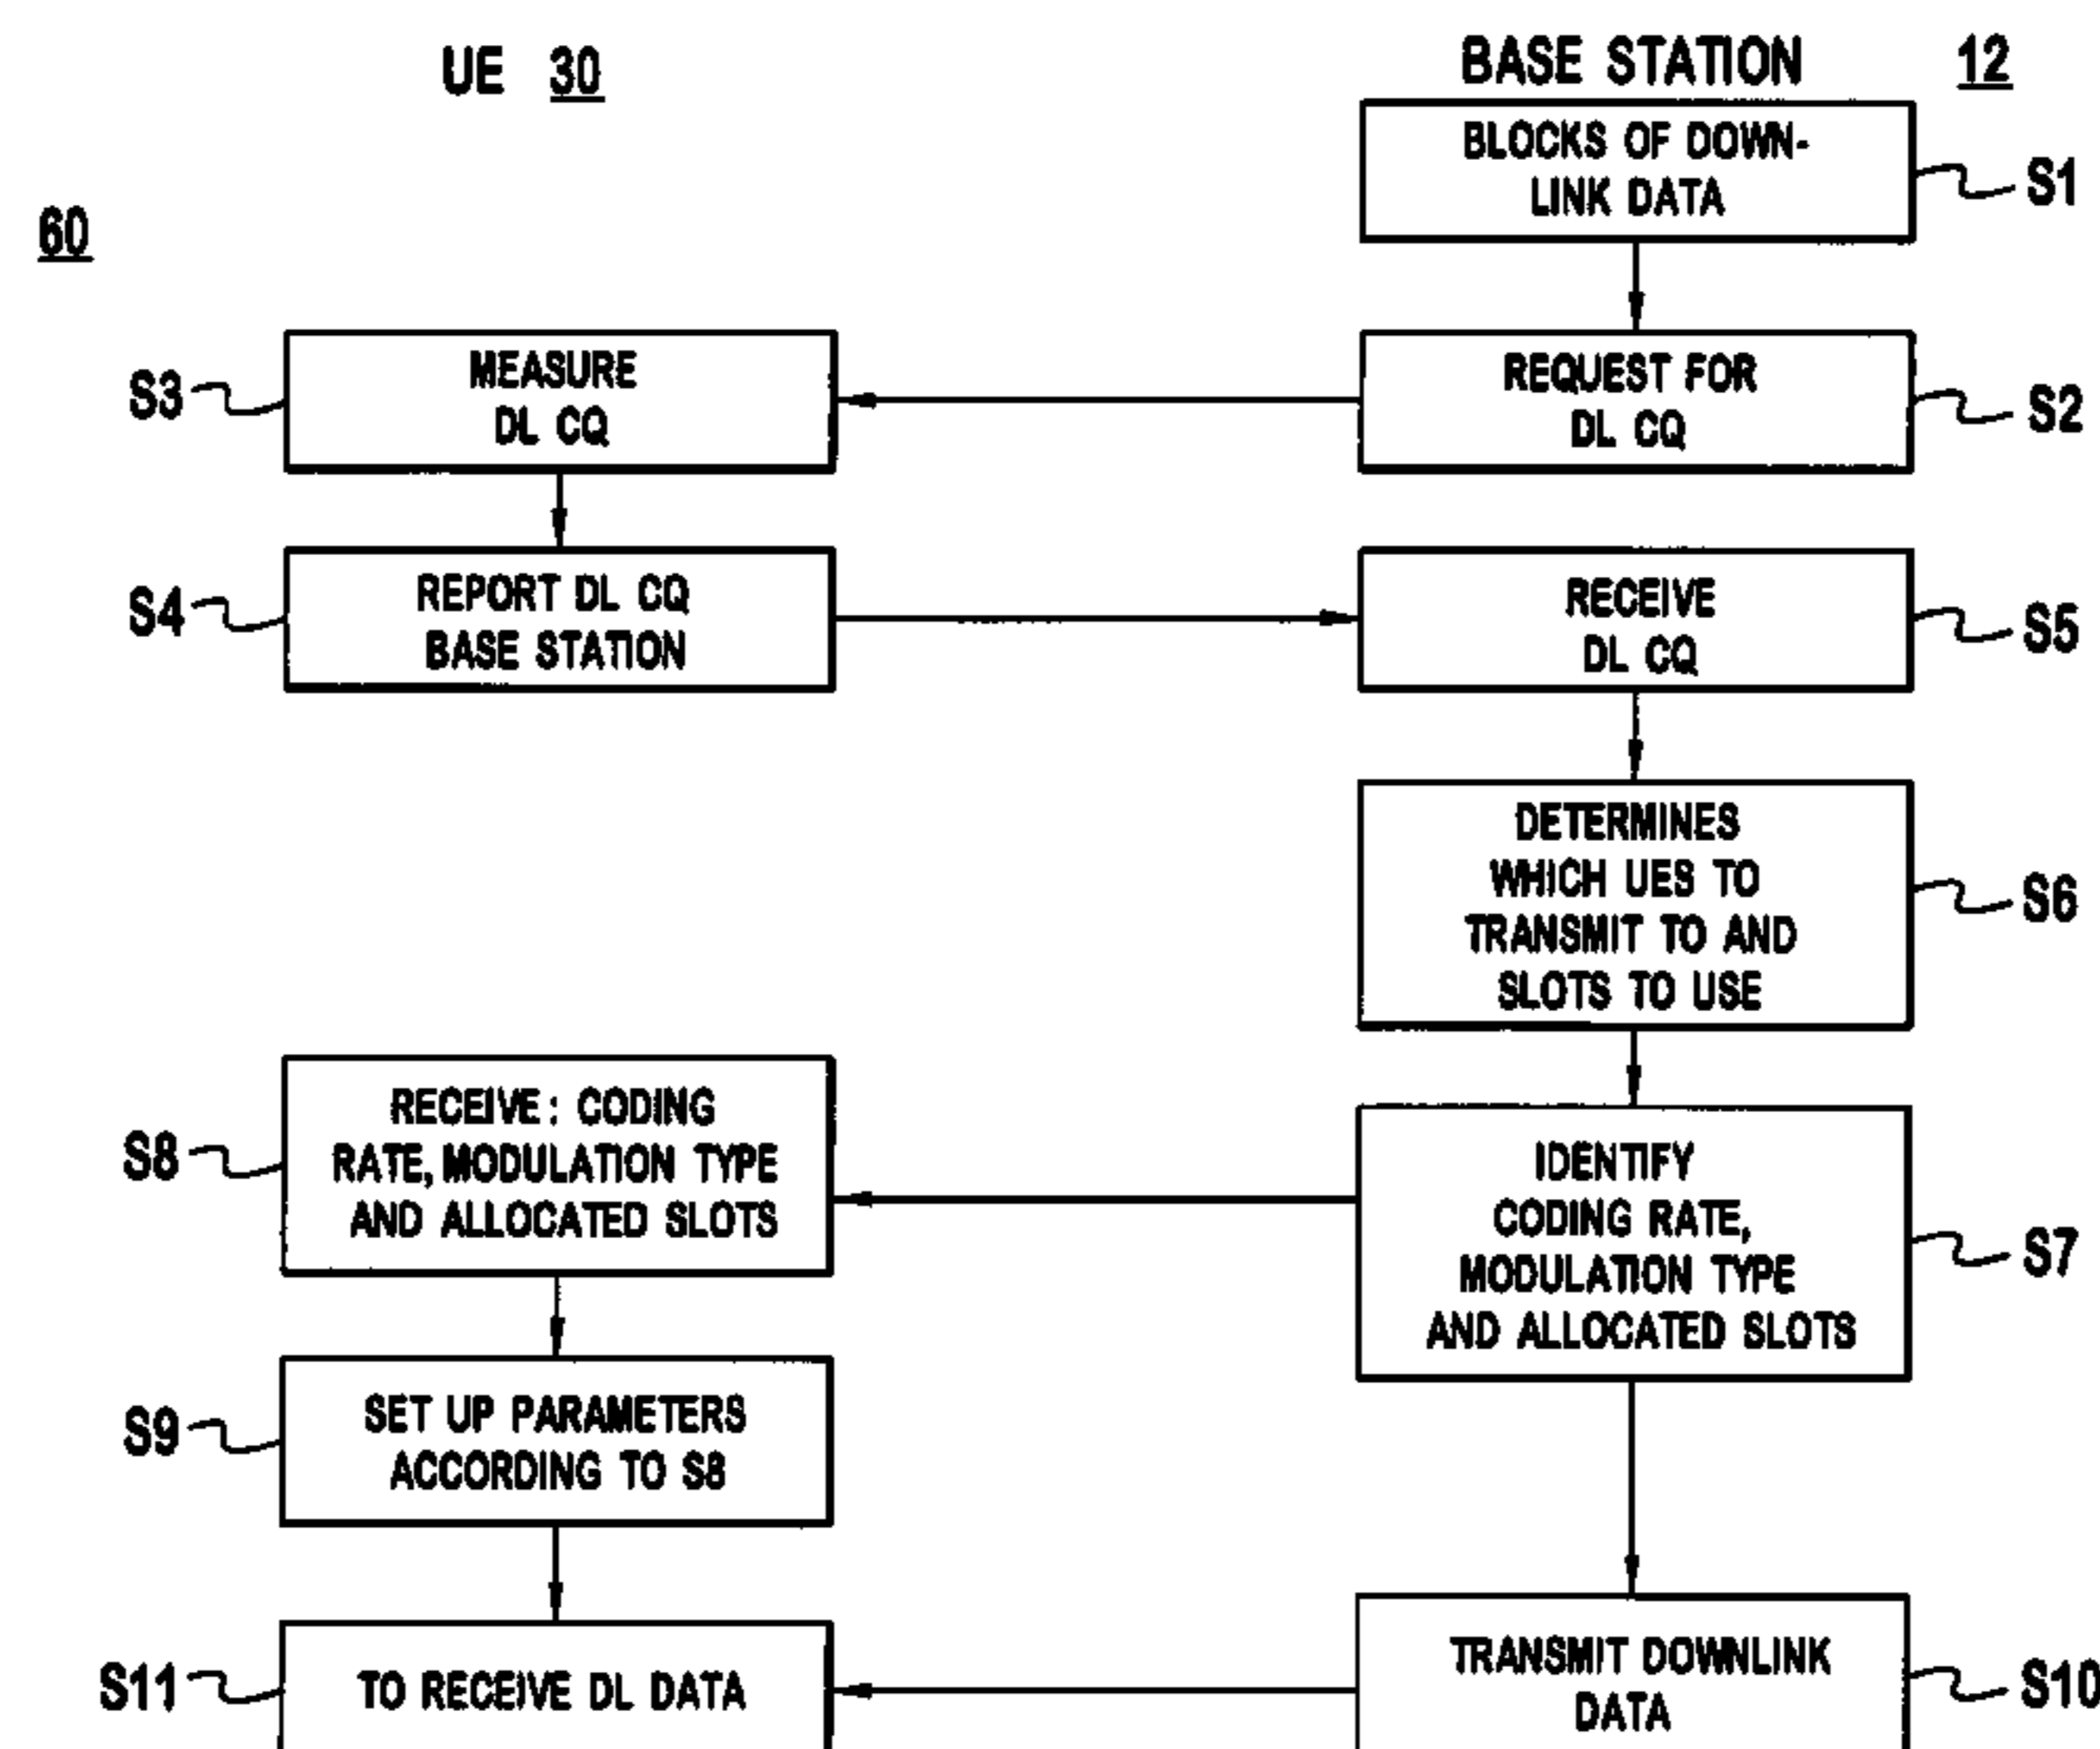 UE 30
BASE STATION 12
60
BLOCKS OF DOWN-
LINK DATA
S1
S3
MEASURE
DL CQ
REQUEST FOR
DL CQ
S2
S4
REPORT DL CQ
BASE STATION
RECEIVE
DL CQ
S5
DETERMINES
WHICH UES TO
TRANSMIT TO AND
SLOTS TO USE
S6
S8
RECEIVE: CODING
RATE, MODULATION TYPE
AND ALLOCATED SLOTS
IDENTIFY
CODING RATE,
MODULATION TYPE
AND ALLOCATED SLOTS
S7
S9
SET UP PARAMETERS
ACCORDING TO S8
S11
TO RECEIVE DL DATA
TRANSMIT DOWNLINK
DATA
S10